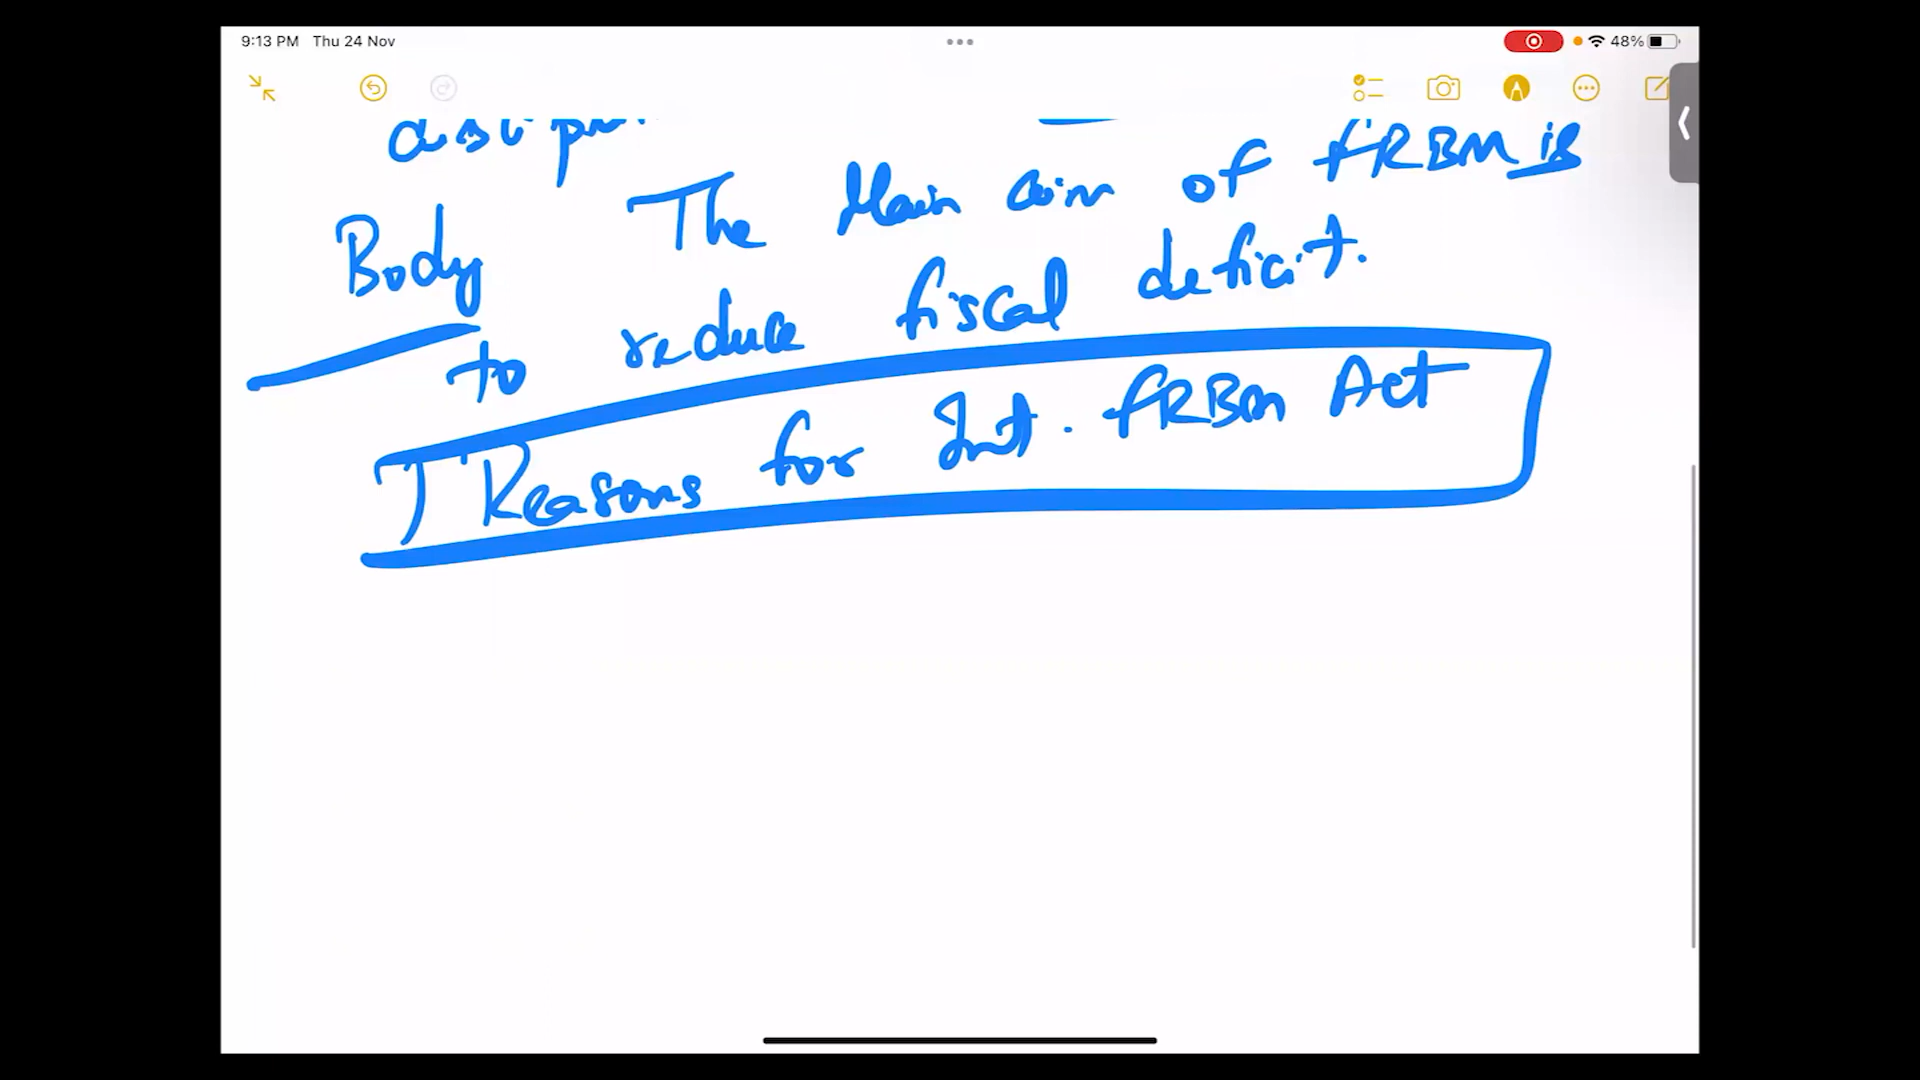 9:13 PM Thu 24 Nov
48%
The Main aim of FRBM is
Body
to reduce fiscal deficit.
Reasons for Int. FRBM Act